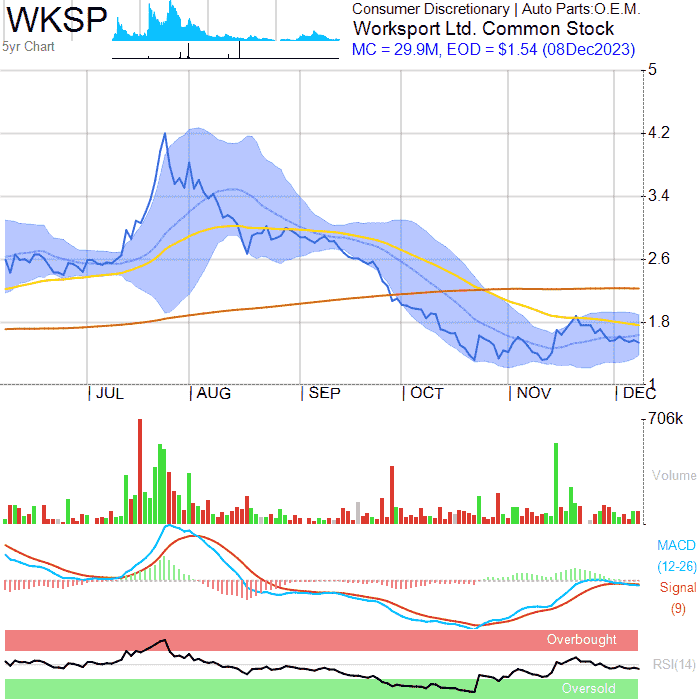 WKSP
5yr Chart
Consumer Discretionary | Auto Parts:O.E.M.
Worksport Ltd. Common Stock
MC = 29.9M, EOD = $1.54 (08Dec2023)
5
4.2
3.4
2.6
1.8
1
JUL AUG SEP OCT NOV DEC
706k
Volume
MACD
(12-26)
Signal
(9)
Overbought
RSI(14)
Oversold